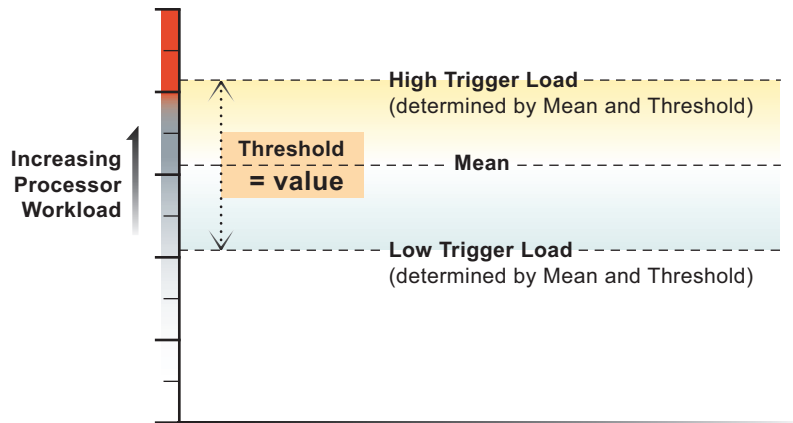 High Trigger Load
(determined by Mean and Threshold)
Threshold
= value
Mean
Increasing
Processor
Workload
Low Trigger Load
(determined by Mean and Threshold)